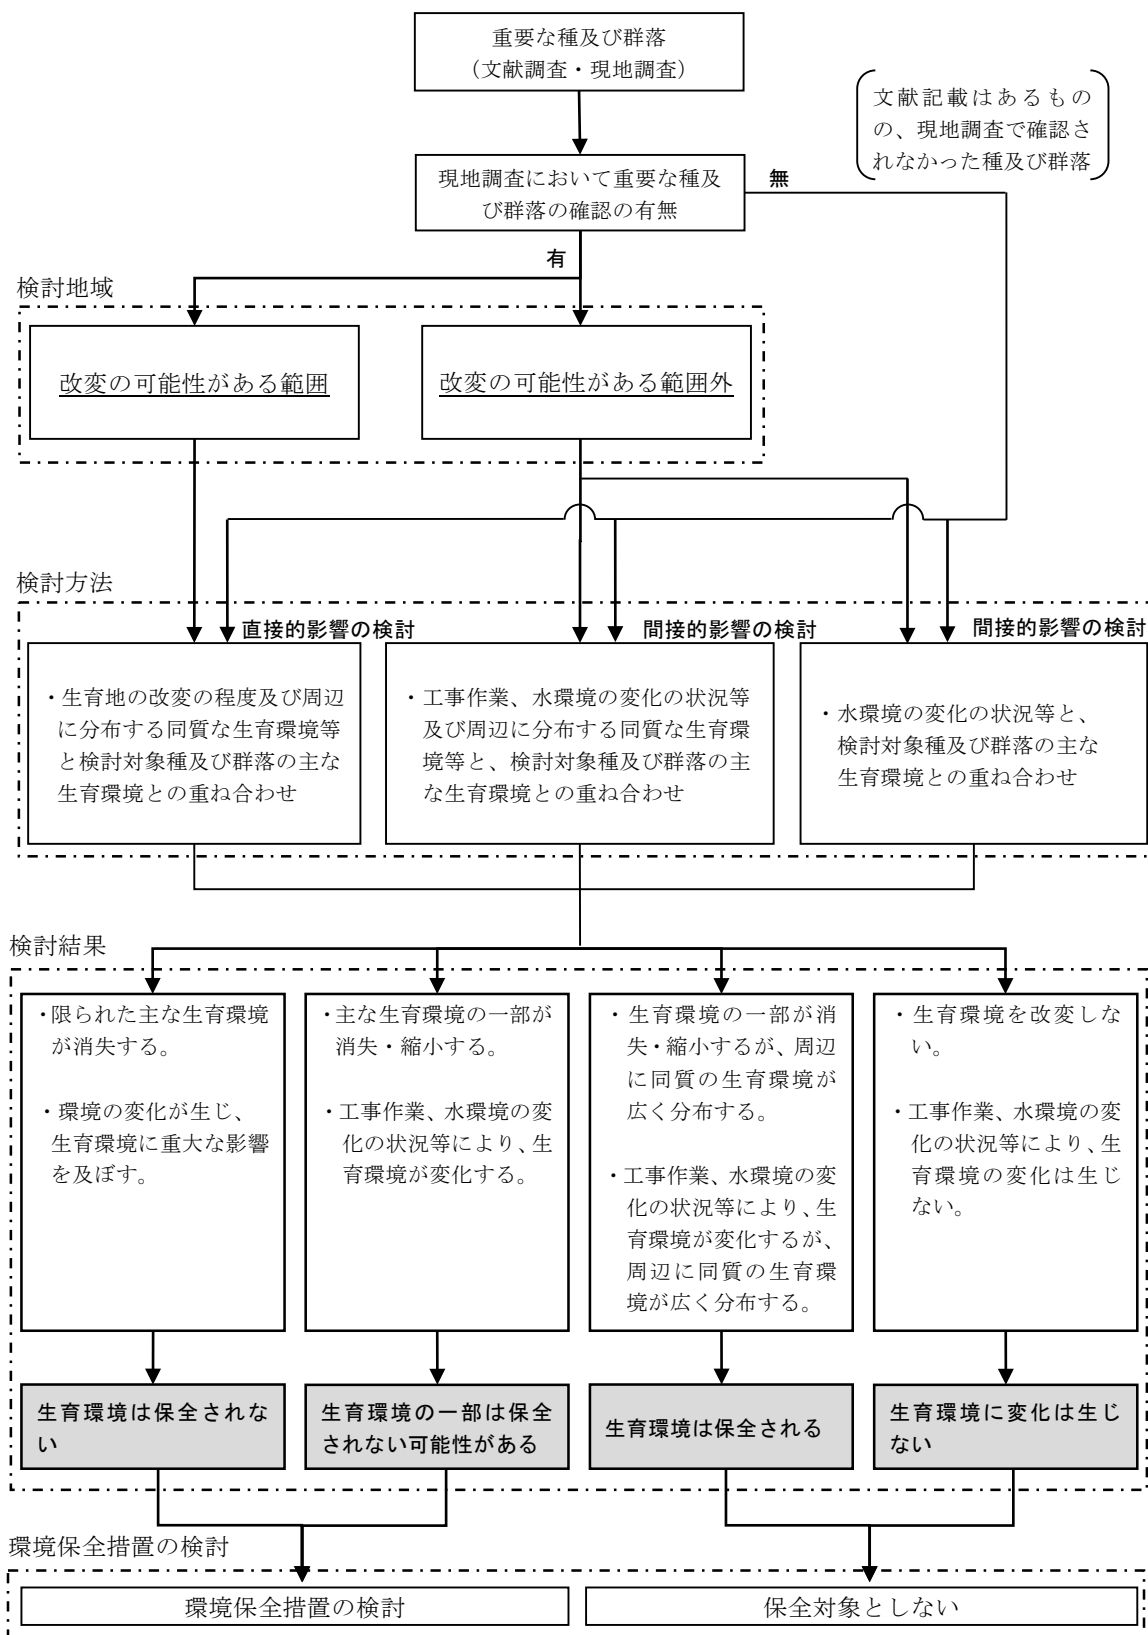 重要な種及び群落
（文献調査・現地調査）
文献記載はあるもの
の、現地調査で確認さ
れなかった種及び群落
現地調査において重要な種及
び群落の確認の有無
無
有
検討地域
改変の可能性がある範囲
改変の可能性がある範囲外
検討方法
直接的影響の検討
間接的影響の検討
間接的影響の検討
・生育地の改変の程度及び周辺
に分布する同質な生育環境等
と検討対象種及び群落の主な
生育環境との重ね合わせ
・工事作業、水環境の変化の状況等
及び周辺に分布する同質な生育環
境等と、検討対象種及び群落の主
な生育環境との重ね合わせ
・水環境の変化の状況等と、
検討対象種及び群落の主な
生育環境との重ね合わせ
検討結果
・限られた主な生育環境
が消失する。
・環境の変化が生じ、
生育環境に重大な影響
を及ぼす。
・主な生育環境の一部が
消失・縮小する。
・工事作業、水環境の変
化の状況等により、生
育環境が変化する。
・生育環境の一部が消
失・縮小するが、周辺
に同質の生育環境が
広く分布する。
・工事作業、水環境の変
化の状況等により、生
育環境が変化するが、
周辺に同質の生育環
境が広く分布する。
・生育環境を改変しな
い。
・工事作業、水環境の変
化の状況等により、生
育環境の変化は生じ
ない。
生育環境は保全されな
い
生育環境の一部は保全
されない可能性がある
生育環境は保全される
生育環境に変化は生じ
ない
環境保全措置の検討
環境保全措置の検討
保全対象としない